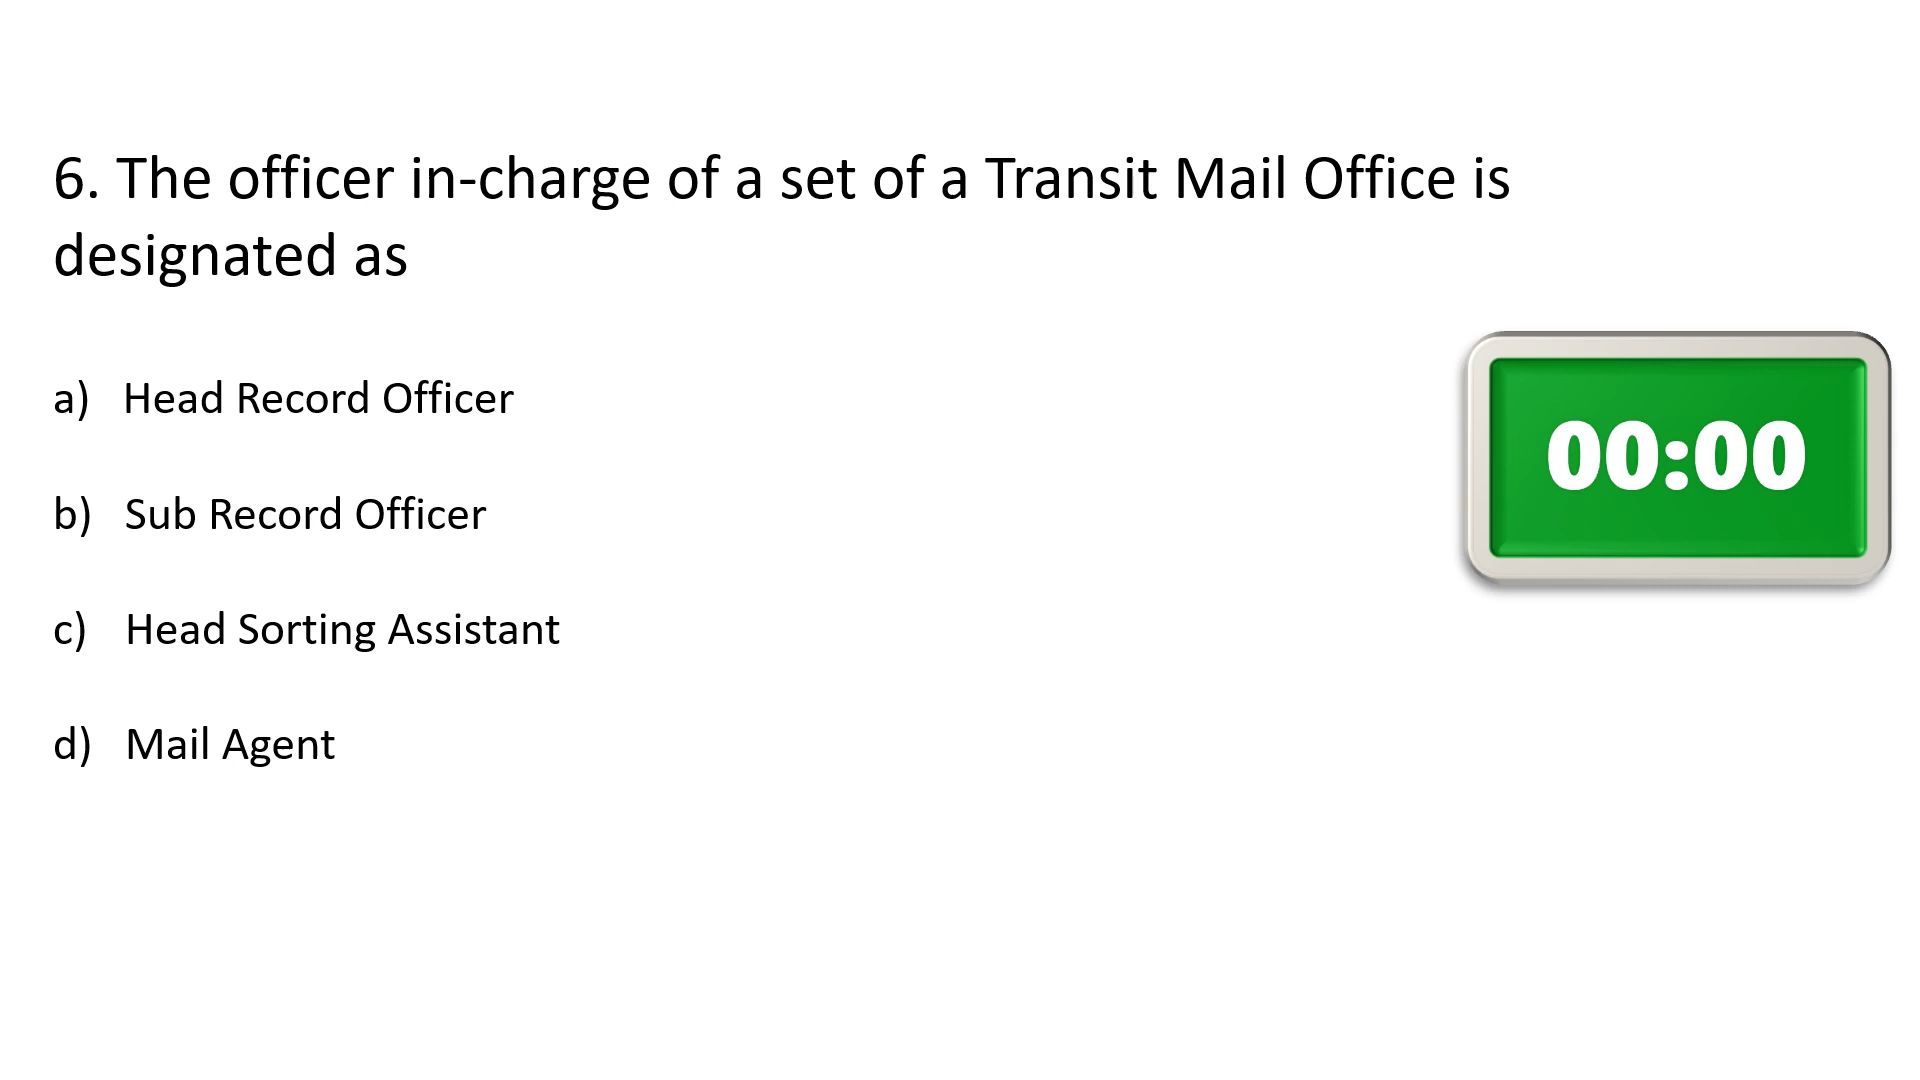 6. The officer in-charge of a set of a Transit Mail Office is
designated as
a) Head Record Officer
b) Sub Record Officer
c) Head Sorting Assistant
d) Mail Agent
00:00